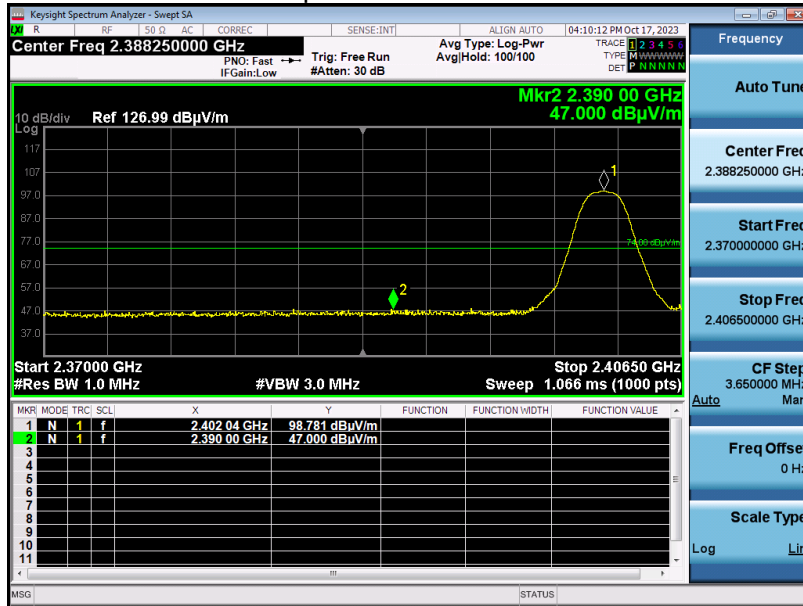 Keysight Spectrum Analyzer - Swept SA
LXI R RF 50 Ω AC CORREC SENSE:INT ALIGN AUTO 04:10:12 PM Oct 17, 2023
Center Freq 2.388250000 GHz
PNO: Fast
IFGain:Low
Trig: Free Run
#Atten: 30 dB
Avg Type: Log-Pwr
Avg|Hold: 100/100
TRACE 1 2 3 4 5 6
TYPE M WWWWW
DET P N N N N N
Mkr2 2.390 00 GHz
47.000 dBµV/m
10 dB/div Ref 126.99 dBµV/m
Log
117
107
97.0
87.0
77.0
67.0
57.0
47.0
37.0
1
74.00 dBµV/m
2
Start 2.37000 GHz Stop 2.40650 GHz
#Res BW 1.0 MHz #VBW 3.0 MHz Sweep 1.066 ms (1000 pts)
MKR MODE TRC SCL X Y FUNCTION FUNCTION WIDTH FUNCTION VALUE
1 N 1 f 2.402 04 GHz 98.781 dBµV/m
2 N 1 f 2.390 00 GHz 47.000 dBµV/m
3
4
5
6
7
8
9
10
11
MSG STATUS
Frequency
Auto Tune
Center Freq
2.388250000 GHz
Start Freq
2.370000000 GHz
Stop Freq
2.406500000 GHz
CF Step
3.650000 MHz
Auto Man
Freq Offset
0 Hz
Scale Type
Log Lin